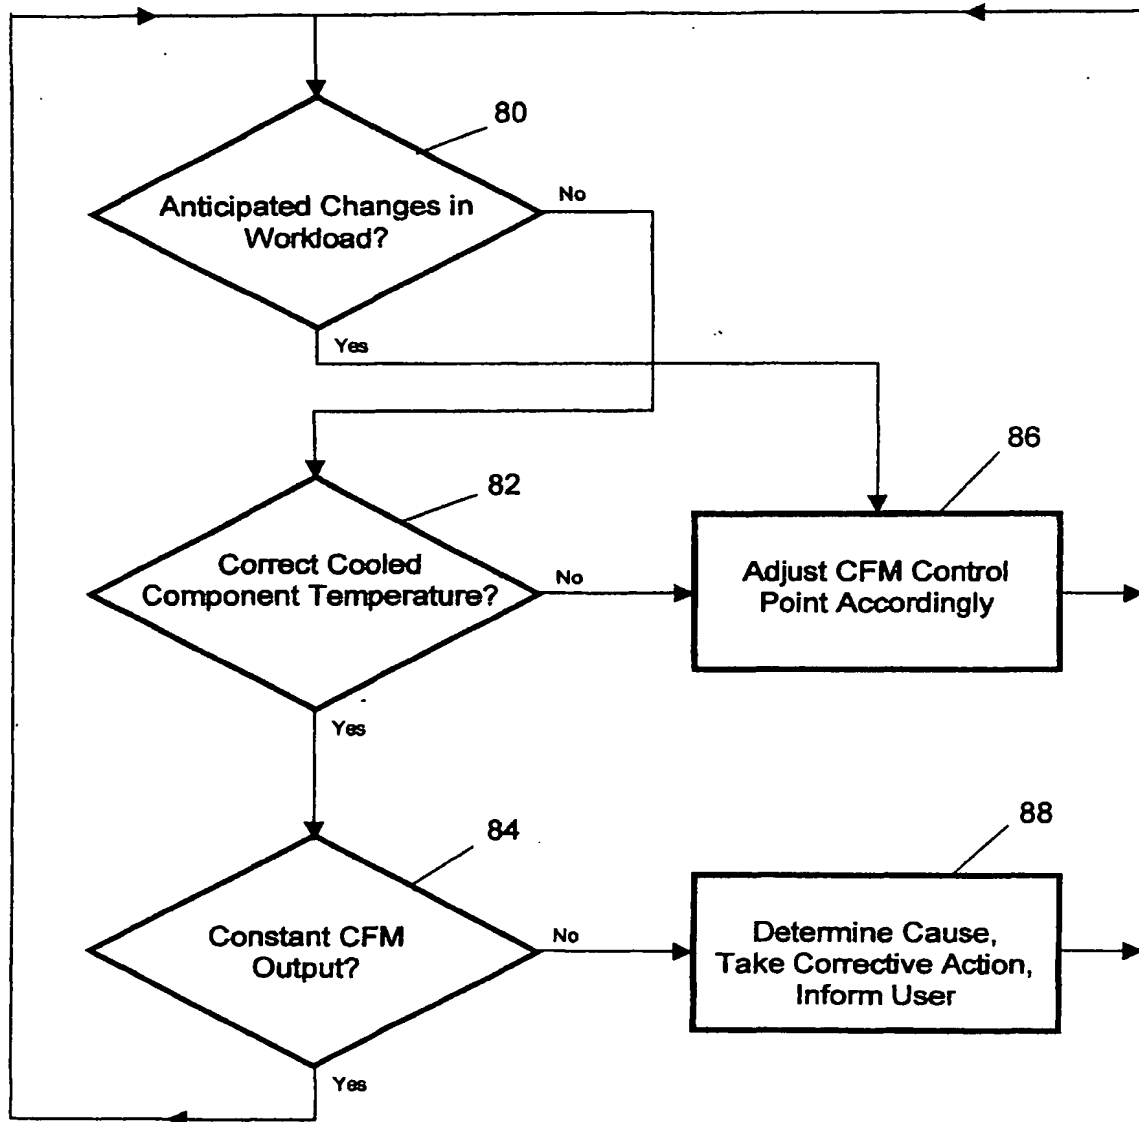 80
Anticipated Changes in
Workload?
No
Yes
86
82
Correct Cooled
Component Temperature?
No
Adjust CFM Control
Point Accordingly
Yes
84
88
Constant CFM
Output?
No
Determine Cause,
Take Corrective Action,
Inform User
Yes